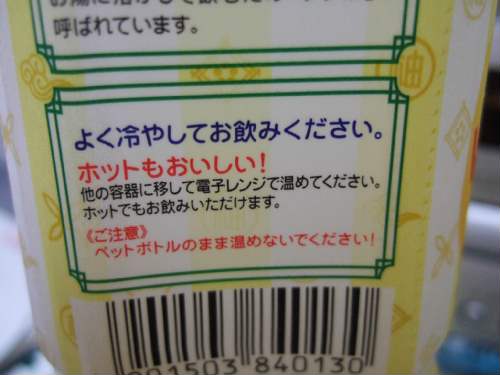 呼ばれています。
よく冷やしてお飲みください。
ホットもおいしい!
他の容器に移して電子レンジで温めてください。
ホットでもお飲みいただけます。
《ご注意》
ペットボトルのまま温めないでください!
901503 840130